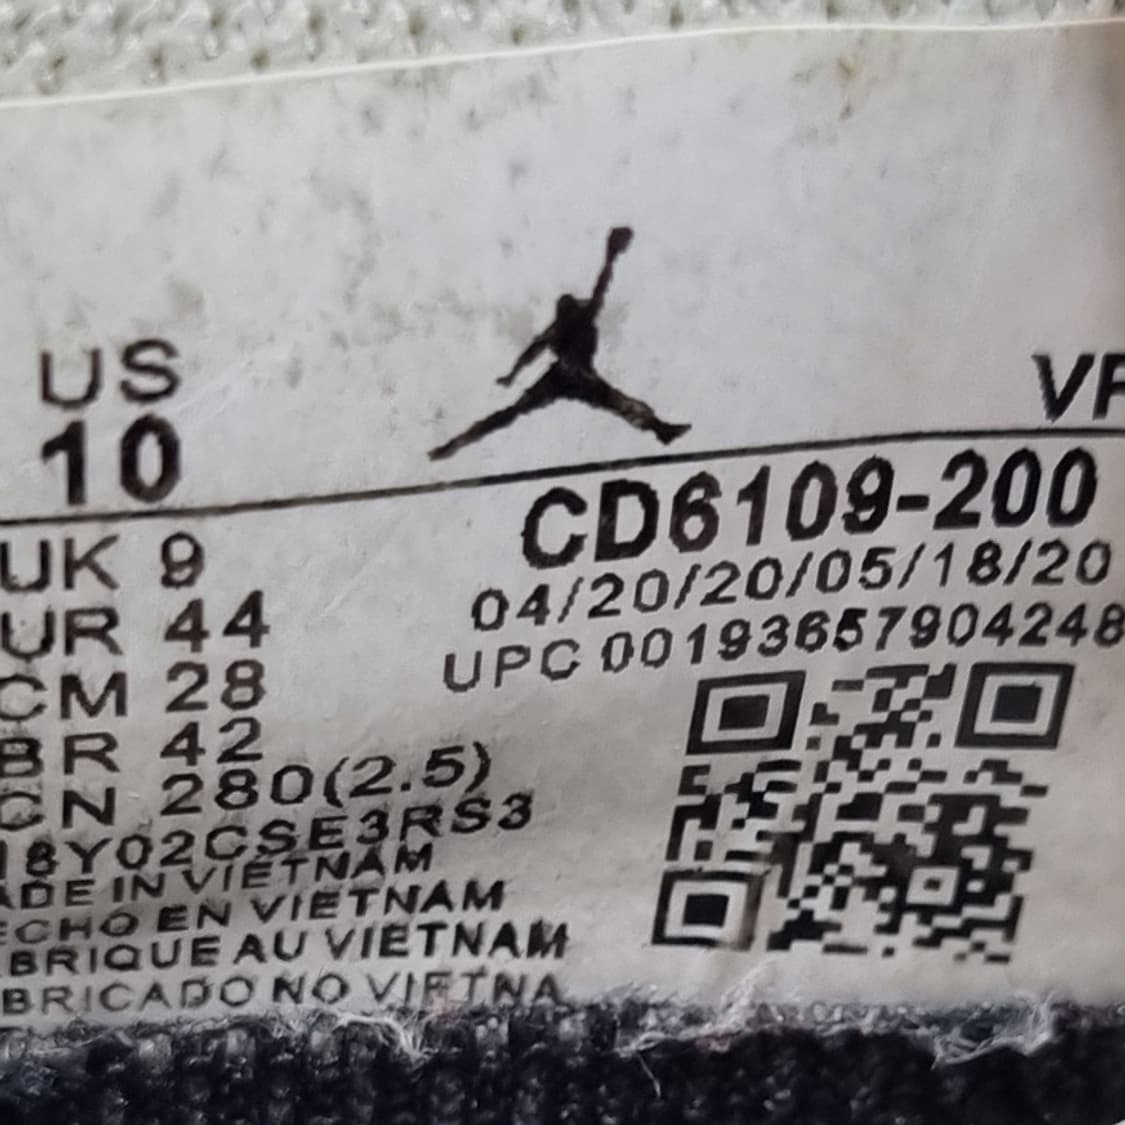 US
10
VF
UK 9
CD6109-200
UR 44
04/20/20/05/18/20
CM 28
UPC 00193657904248
BR 42
CN 280(2.5)
18Y02CSE3RS3
ADE IN VIETNAM
ECHO EN VIETNAM
BRIQUE AU VIETNAM
BRICADO NO VIETNA